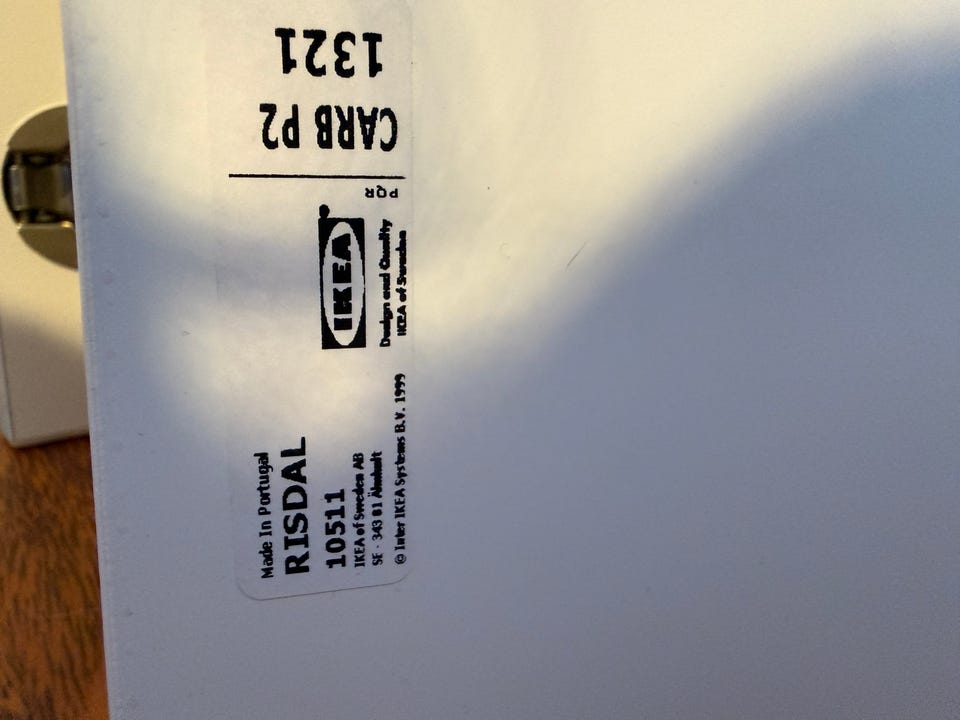 Made In Portugal
RISDAL
10511
IKEA of Sweden AB
SE - 343 81 Älmhult
© Inter IKEA Systems B.V. 1999
IKEA
Design and Quality
IKEA of Sweden
PQR
CARB P2
1321